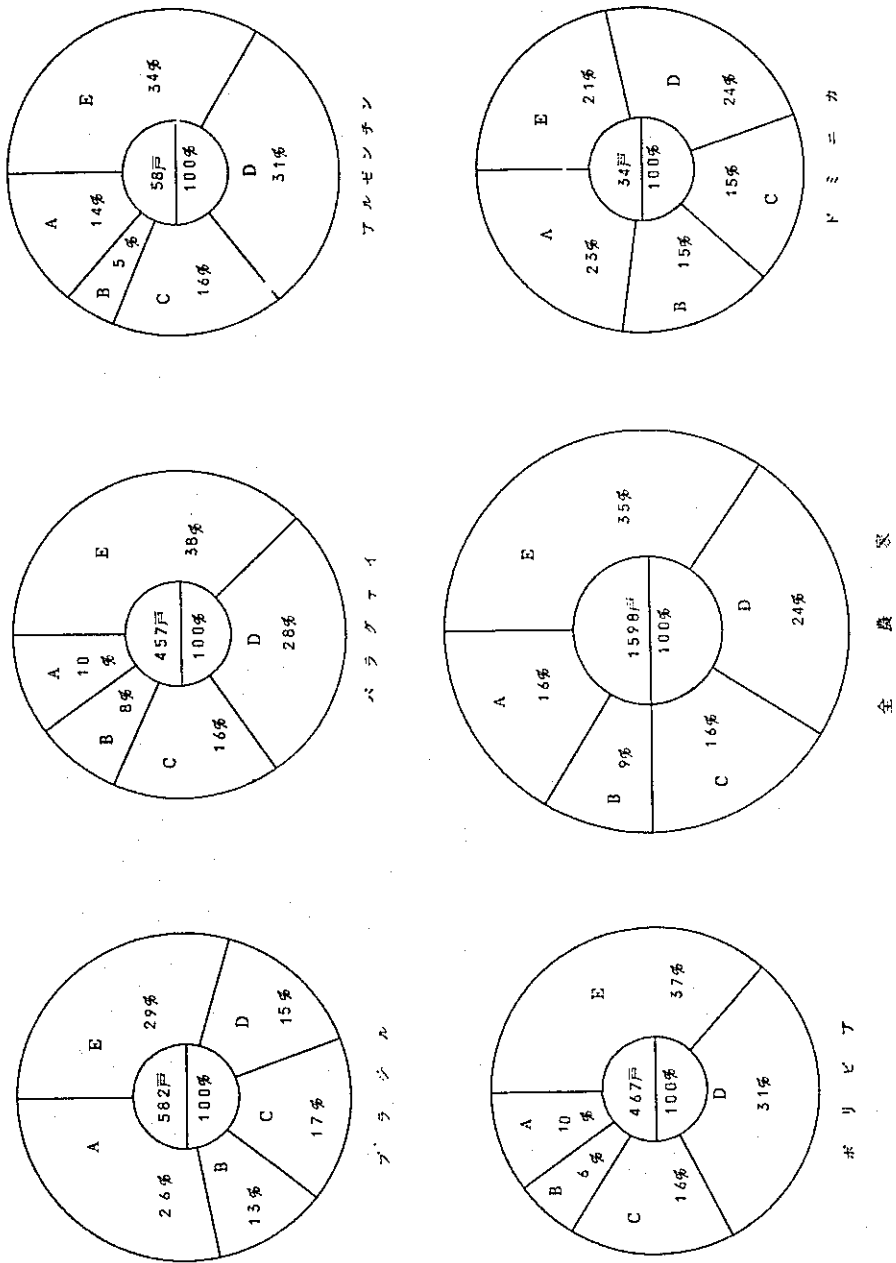 A
26%
B
13%
C
17%
D
15%
E
29%
582戸
100%
ブラジル
A
10
%
B
8%
C
16%
D
28%
E
38%
457戸
100%
パラグァイ
A
14%
B
5
%
C
16%
D
31%
E
34%
58戸
100%
アルゼンチン
A
10
%
B
6
%
C
16%
D
31%
E
37%
467戸
100%
ボリビア
A
16%
B
9%
C
16%
D
24%
E
35%
1598戸
100%
全農家
A
23%
B
15%
C
15%
D
24%
E
21%
34戸
100%
ドミニカ